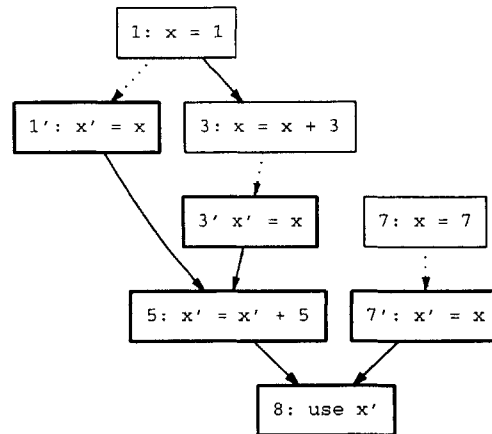 1: x = 1
1': x' = x
3: x = x + 3
3' x' = x
7: x = 7
5: x' = x' + 5
7': x' = x
8: use x'